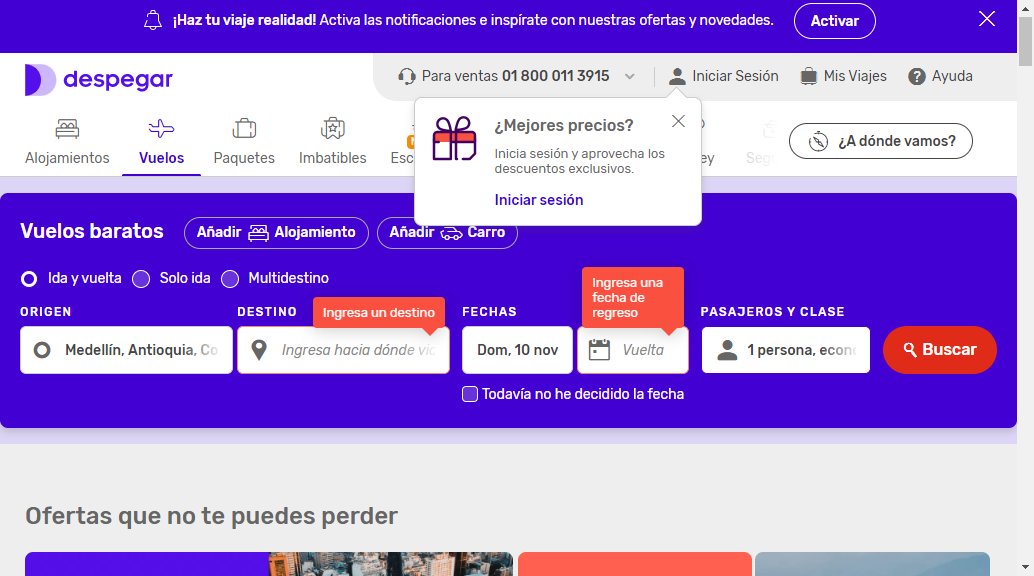 ¡Haz tu viaje realidad! Activa las notificaciones e inspírate con nuestras ofertas y novedades.
Activar
despegar
Para ventas 01 800 011 3915
Iniciar Sesión
Mis Viajes
Ayuda
Alojamientos
Vuelos
Paquetes
Imbatibles
Esc
ey
Seg
¿A dónde vamos?
¿Mejores precios?
Inicia sesión y aprovecha los
descuentos exclusivos.
Iniciar sesión
Vuelos baratos
Añadir Alojamiento
Añadir Carro
Ida y vuelta
Solo ida
Multidestino
Ingresa un destino
Ingresa una
fecha de
regreso
ORIGEN
DESTINO
FECHAS
PASAJEROS Y CLASE
Medellín, Antioquia, Co
Ingresa hacia dónde vic
Dom, 10 nov
Vuelta
1 persona, econ
Buscar
Todavía no he decidido la fecha
Ofertas que no te puedes perder